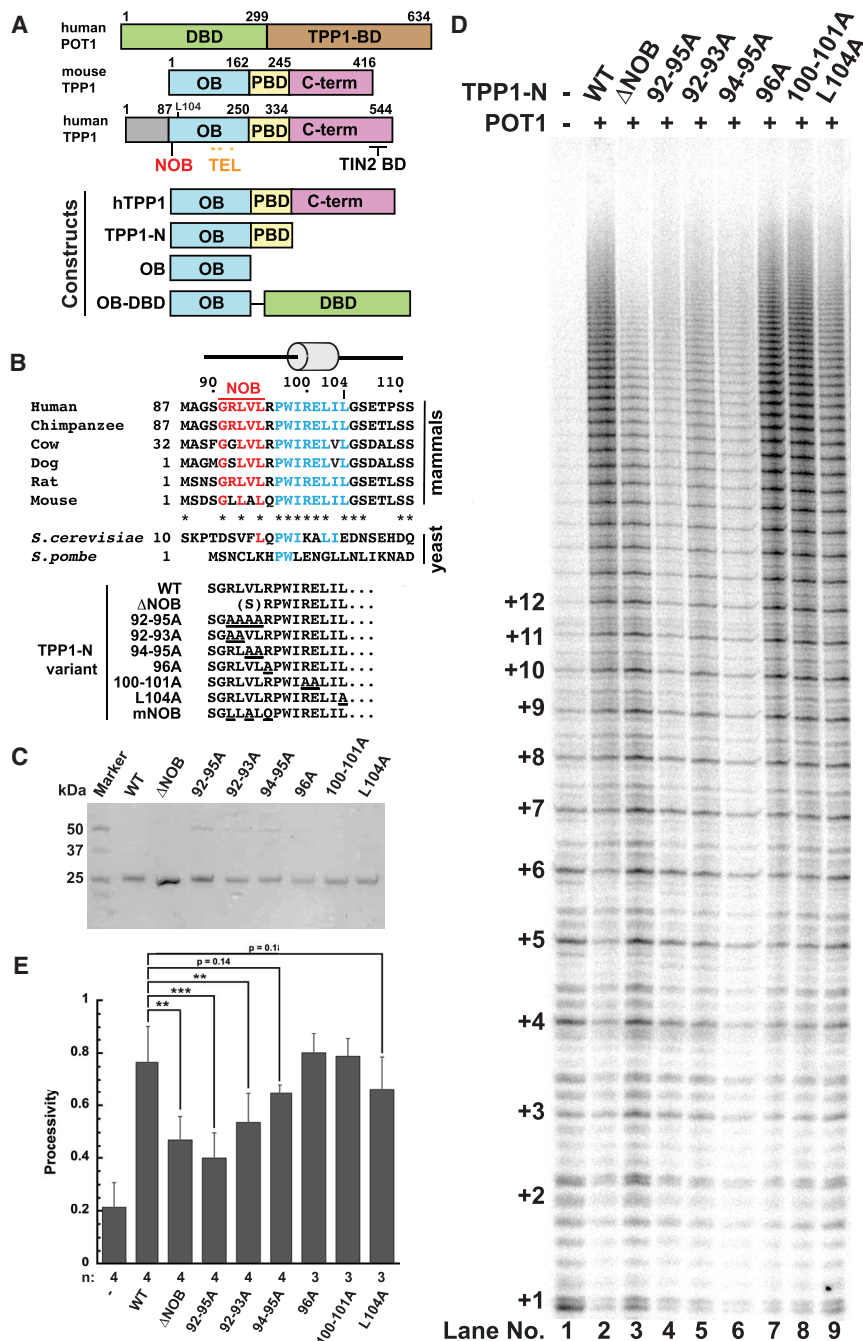 A
human POT1
1 299 634
DBD TPP1-BD
mouse TPP1
1 162 245 416
OB PBD C-term
human TPP1
1 87 L104 250 334 544
OB PBD C-term
NOB TEL TIN2 BD
Constructs
hTPP1 OB PBD C-term
TPP1-N OB PBD
OB OB
OB-DBD OB DBD
B
90 NOB 100 104 110
Human 87 MAGSGRLVLRPWIRELILGSETPSS
Chimpanzee 87 MAGSGRLVLRPWIRELILGSETPSS
Cow 32 MASFGGLVLRPWIRELVLGSDALSS
Dog 1 MAGMGSLVLRPWIRELVLGSDALSS
Rat 1 MSNSGRLVLRPWIRELILGSETLSS
Mouse 1 MSDSGLLALQPWIRELILGSETLSS
mammals
* * * * * * * * * * * * * *
S.cerevisiae 10 SKPTDSVFLQPWIKALIEDNSEHDQ
S.pombe 1 MSNCLKHPWLENGLLNLIKNAD
yeast
TPP1-N variant
WT SGRLVLRPWIRELIL...
ΔNOB (S)RPWIRELIL...
92-95A SGAAAARPWIRELIL...
92-93A SGAAVLRPWIRELIL...
94-95A SGRLAARPWIRELIL...
96A SGRLVLAPWIRELIL...
100-101A SGRLVLRPWIAALIL...
L104A SGRLVLRPWIRELIA...
mNOB SGLLALQPWIRELIL...
C
kDa Marker WT ΔNOB 92-95A 92-93A 94-95A 96A 100-101A L104A
50
37
25
E
p = 0.18
p = 0.14
**
***
**
Processivity
1
0.8
0.6
0.4
0.2
0
n: 4 4 4 4 4 4 3 3 3
- WT ΔNOB 92-95A 92-93A 94-95A 96A 100-101A L104A
D
TPP1-N - WT ΔNOB 92-95A 92-93A 94-95A 96A 100-101A L104A
POT1 - + + + + + + + +
+12
+11
+10
+9
+8
+7
+6
+5
+4
+3
+2
+1
Lane No. 1 2 3 4 5 6 7 8 9